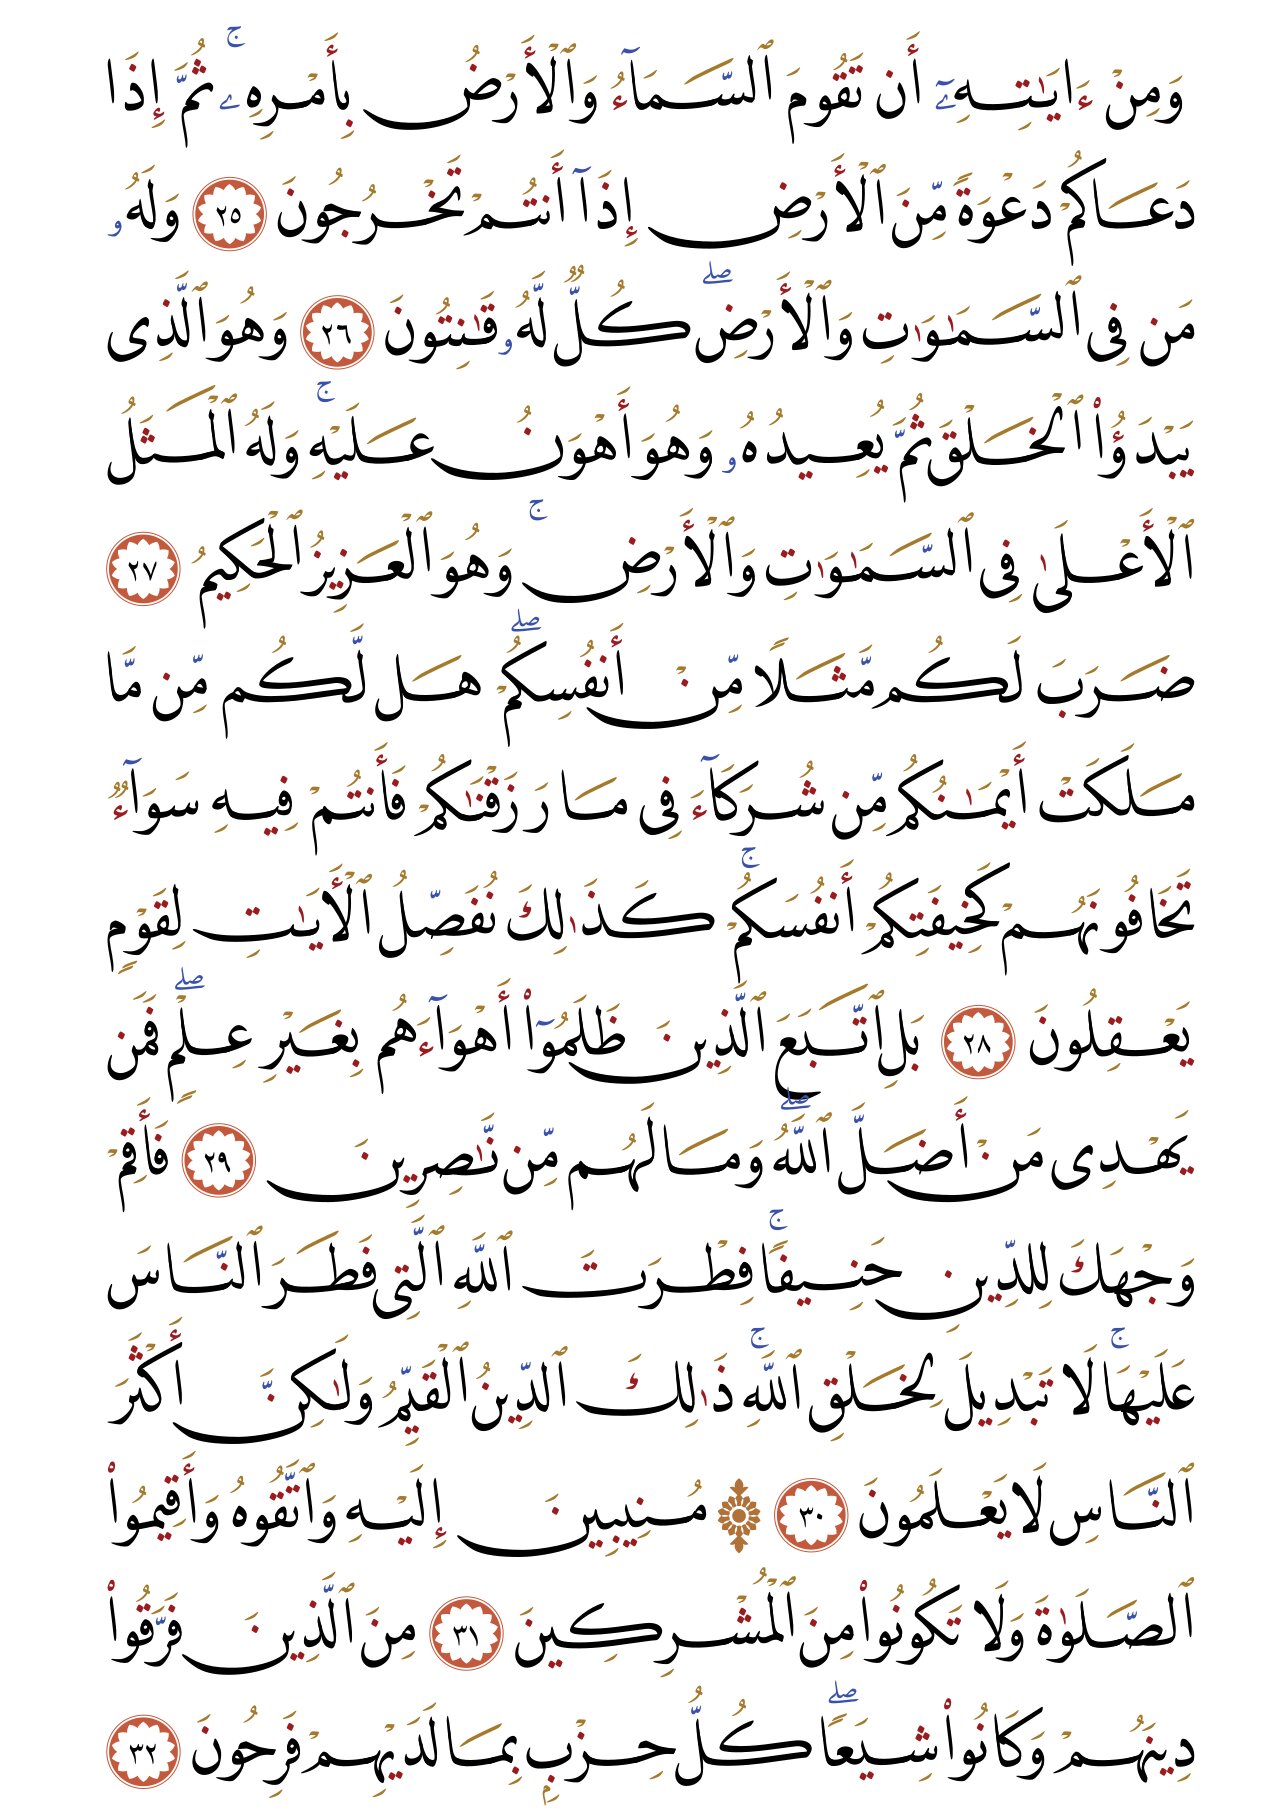 وَمِنْ ءَايَـٰتِهِۦٓ أَن تَقُومَ ٱلسَّمَآءُ وَٱلْأَرْضُ بِأَمْرِهِۦ ۚ ثُمَّ إِذَا
دَعَاكُمْ دَعْوَةً مِّنَ ٱلْأَرْضِ إِذَآ أَنتُمْ تَخْرُجُونَ ٢٥ وَلَهُۥ
مَن فِى ٱلسَّمَـٰوَٰتِ وَٱلْأَرْضِ ۖ كُلٌّ لَّهُۥ قَـٰنِتُونَ ٢٦ وَهُوَ ٱلَّذِى
يَبْدَؤُا۟ ٱلْخَلْقَ ثُمَّ يُعِيدُهُۥ وَهُوَ أَهْوَنُ عَلَيْهِ ۚ وَلَهُ ٱلْمَثَلُ
ٱلْأَعْلَىٰ فِى ٱلسَّمَـٰوَٰتِ وَٱلْأَرْضِ ۚ وَهُوَ ٱلْعَزِيزُ ٱلْحَكِيمُ ٢٧
ضَرَبَ لَكُم مَّثَلًا مِّنْ أَنفُسِكُمْ ۖ هَل لَّكُم مِّن مَّا
مَلَكَتْ أَيْمَـٰنُكُم مِّن شُرَكَآءَ فِى مَا رَزَقْنَـٰكُمْ فَأَنتُمْ فِيهِ سَوَآءٌ
تَخَافُونَهُمْ كَخِيفَتِكُمْ أَنفُسَكُمْ ۚ كَذَٰلِكَ نُفَصِّلُ ٱلْأَيَـٰتِ لِقَوْمٍ
يَعْقِلُونَ ٢٨ بَلِ ٱتَّبَعَ ٱلَّذِينَ ظَلَمُوٓا۟ أَهْوَآءَهُم بِغَيْرِ عِلْمٍ ۖ فَمَن
يَهْدِى مَنْ أَضَلَّ ٱللَّهُ ۖ وَمَا لَهُم مِّن نَّـٰصِرِينَ ٢٩ فَأَقِمْ
وَجْهَكَ لِلدِّينِ حَنِيفًا ۚ فِطْرَتَ ٱللَّهِ ٱلَّتِى فَطَرَ ٱلنَّاسَ
عَلَيْهَا ۚ لَا تَبْدِيلَ لِخَلْقِ ٱللَّهِ ۚ ذَٰلِكَ ٱلدِّينُ ٱلْقَيِّمُ وَلَـٰكِنَّ أَكْثَرَ
ٱلنَّاسِ لَا يَعْلَمُونَ ٣٠ ۞ مُنِيبِينَ إِلَيْهِ وَٱتَّقُوهُ وَأَقِيمُوا۟
ٱلصَّلَوٰةَ وَلَا تَكُونُوا۟ مِنَ ٱلْمُشْرِكِينَ ٣١ مِنَ ٱلَّذِينَ فَرَّقُوا۟
دِينَهُمْ وَكَانُوا۟ شِيَعًا ۖ كُلُّ حِزْبٍۭ بِمَا لَدَيْهِمْ فَرِحُونَ ٣٢